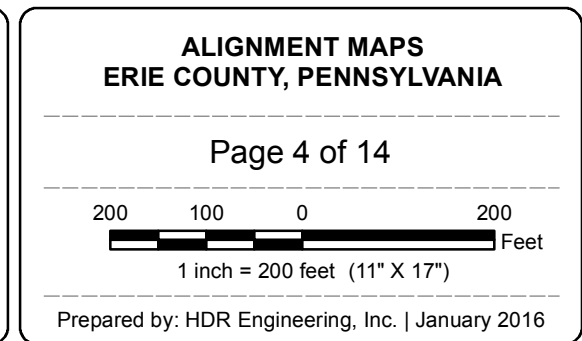 ALIGNMENT MAPS
ERIE COUNTY, PENNSYLVANIA
Page 4 of 14
200 100 0 200
Feet
1 inch = 200 feet (11" X 17")
Prepared by: HDR Engineering, Inc. | January 2016